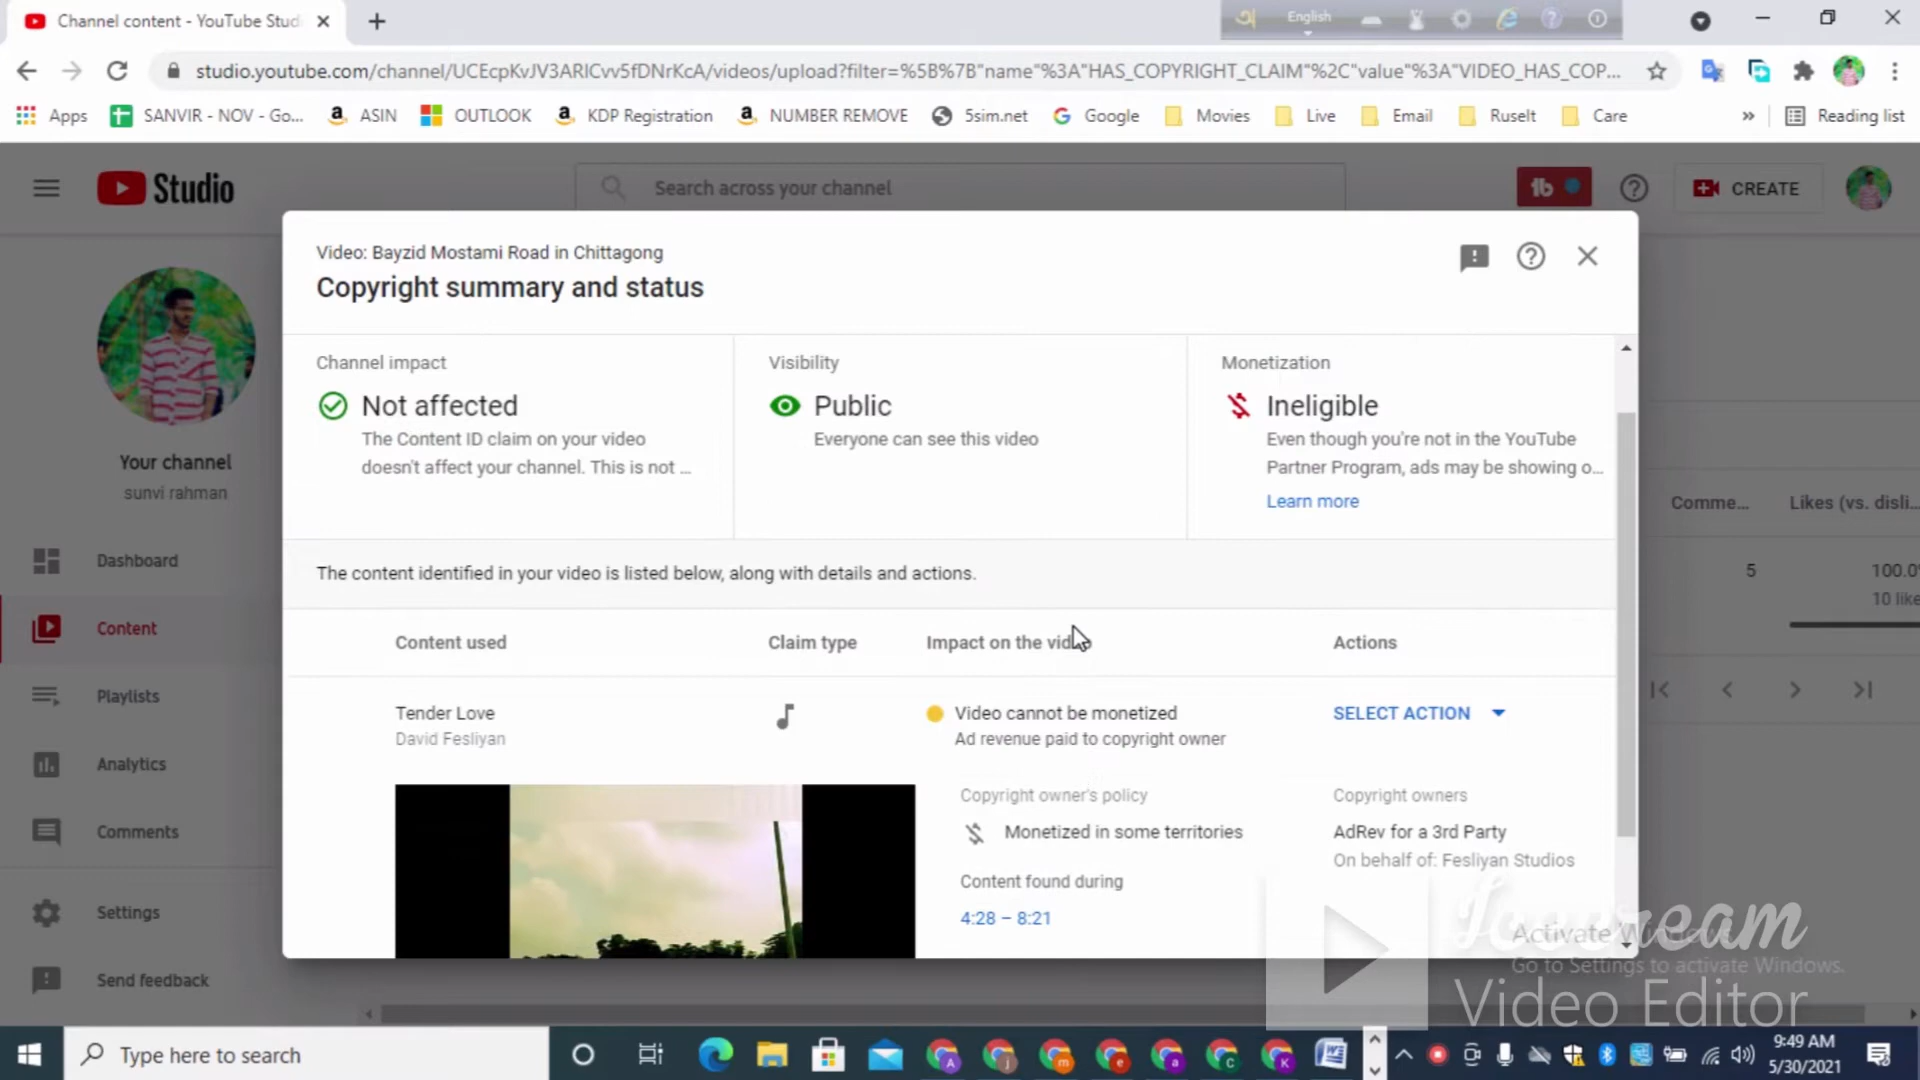 Channel content - YouTube Stud
অ English
studio.youtube.com/channel/UCEcpKvJV3ARlCvv5fDNrKcA/videos/upload?filter=%5B%7B"name"%3A"HAS_COPYRIGHT_CLAIM"%2C"value"%3A"VIDEO_HAS_COP...
Apps SANVIR - NOV - Go... ASIN OUTLOOK KDP Registration NUMBER REMOVE 5sim.net Google Movies Live Email Ruselt Care » Reading list
Studio
Search across your channel
CREATE
Video: Bayzid Mostami Road in Chittagong
Copyright summary and status
Channel impact
Not affected
The Content ID claim on your video
doesn't affect your channel. This is not ...
Visibility
Public
Everyone can see this video
Monetization
Ineligible
Even though you're not in the YouTube
Partner Program, ads may be showing o...
Learn more
Your channel
sunvi rahman
Dashboard
Content
Playlists
Analytics
Comments
Settings
Send feedback
Comme... Likes (vs. disli...
5 100.0%
10 like
The content identified in your video is listed below, along with details and actions.
Content used Claim type Impact on the video Actions
Tender Love
David Fesliyan
Video cannot be monetized
Ad revenue paid to copyright owner
SELECT ACTION
Copyright owner's policy
Monetized in some territories
Content found during
4:28 – 8:21
Copyright owners
AdRev for a 3rd Party
On behalf of: Fesliyan Studios
Activate Windows
Go to Settings to activate Windows.
Icecream
Video Editor
Type here to search
9:49 AM
5/30/2021